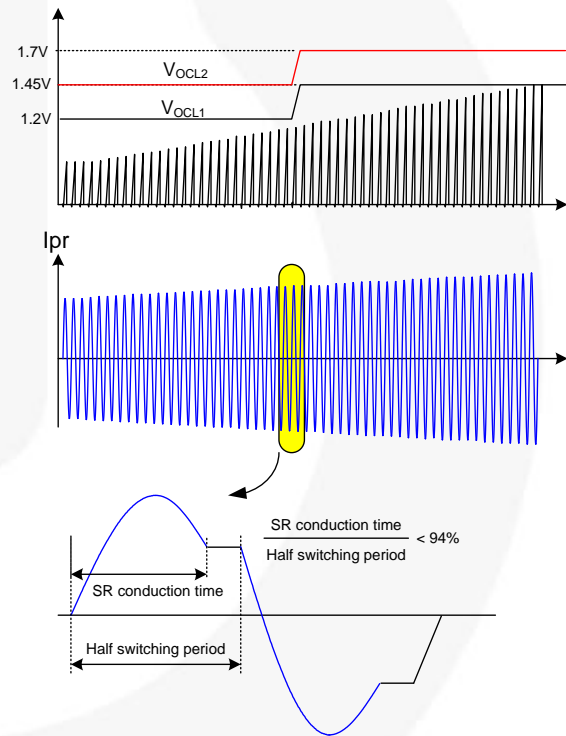 1.7V
VOCL2
1.45V
VOCL1
1.2V
Ipr
SR conduction time
Half switching period
< 94%
SR conduction time
Half switching period